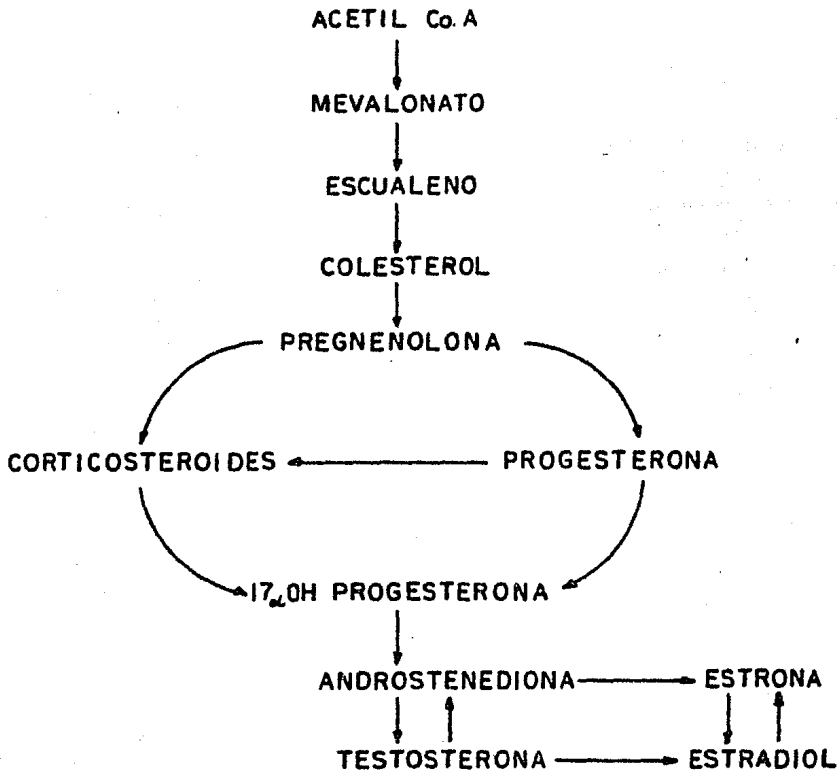 ACETIL Co.A
MEVALONATO
ESCUALENO
COLESTEROL
PREGNENOLONA
CORTICOSTEROIDES PROGESTERONA
17αOH PROGESTERONA
ANDROSTENEDIONA ESTRONA
TESTOSTERONA ESTRADIOL